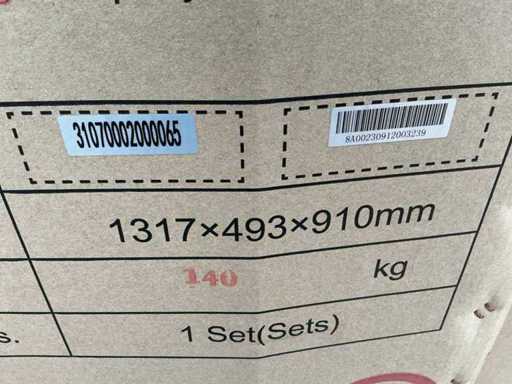 31070002000065
8A00230912003239
1317×493×910mm
140 kg
s. 1 Set(Sets)